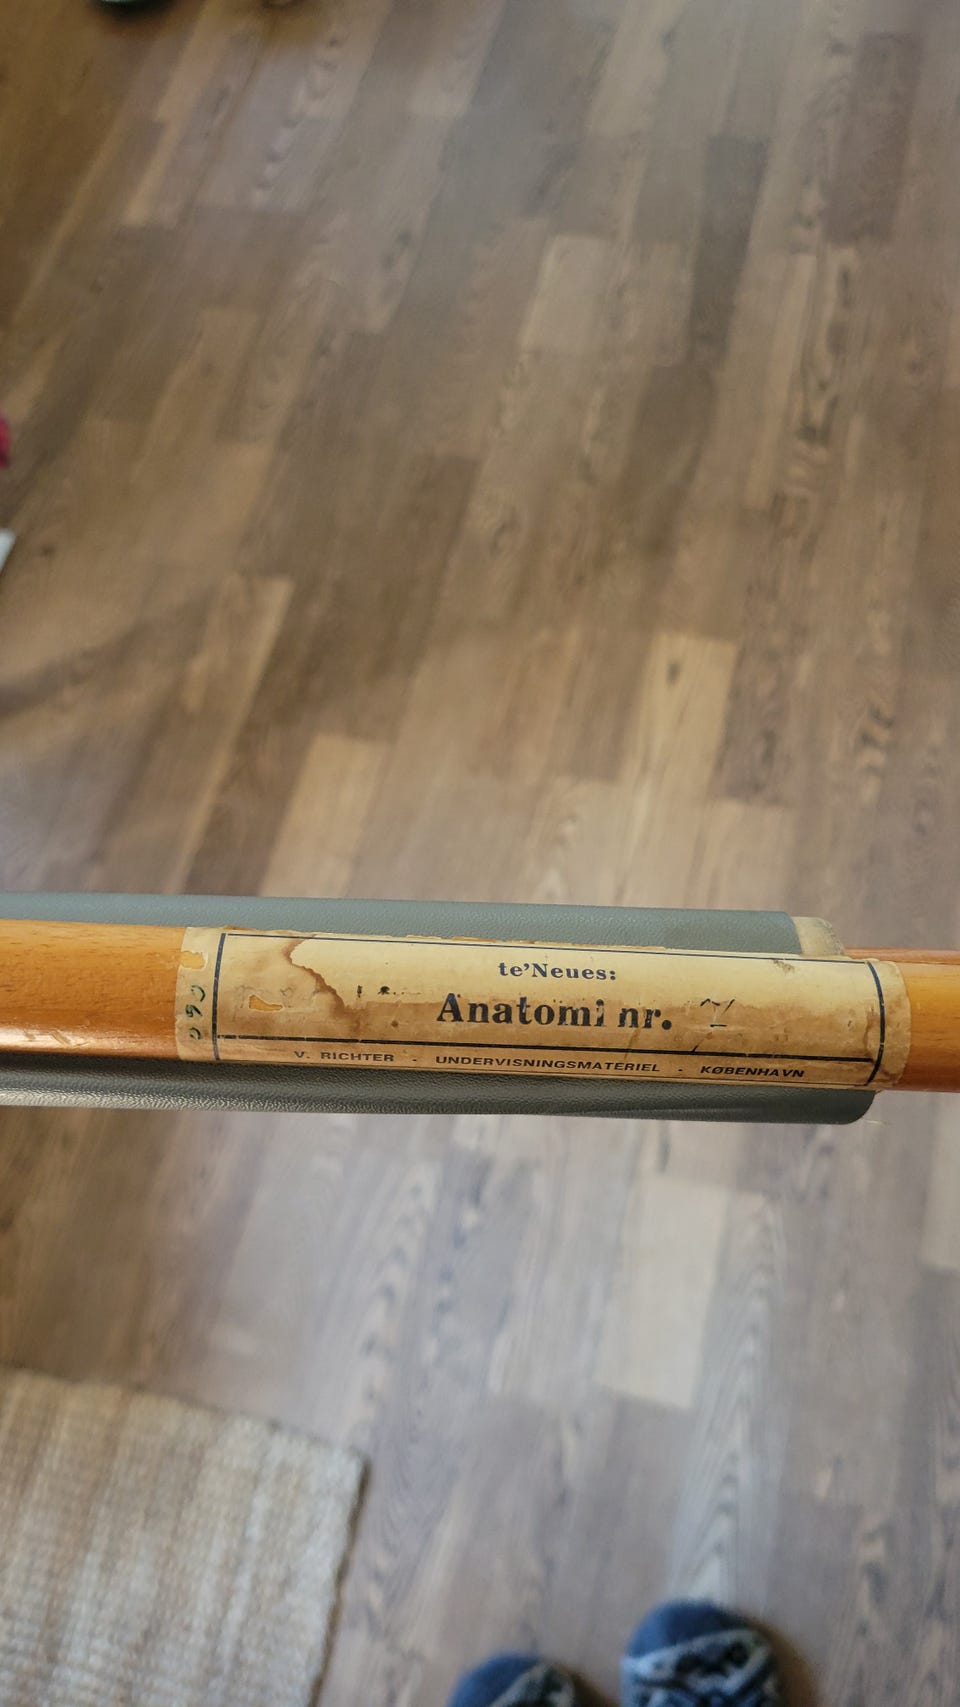 te'Neues:
Anatomi nr.
V. RICHTER - UNDERVISNINGSMATERIEL - KØBENHAVN